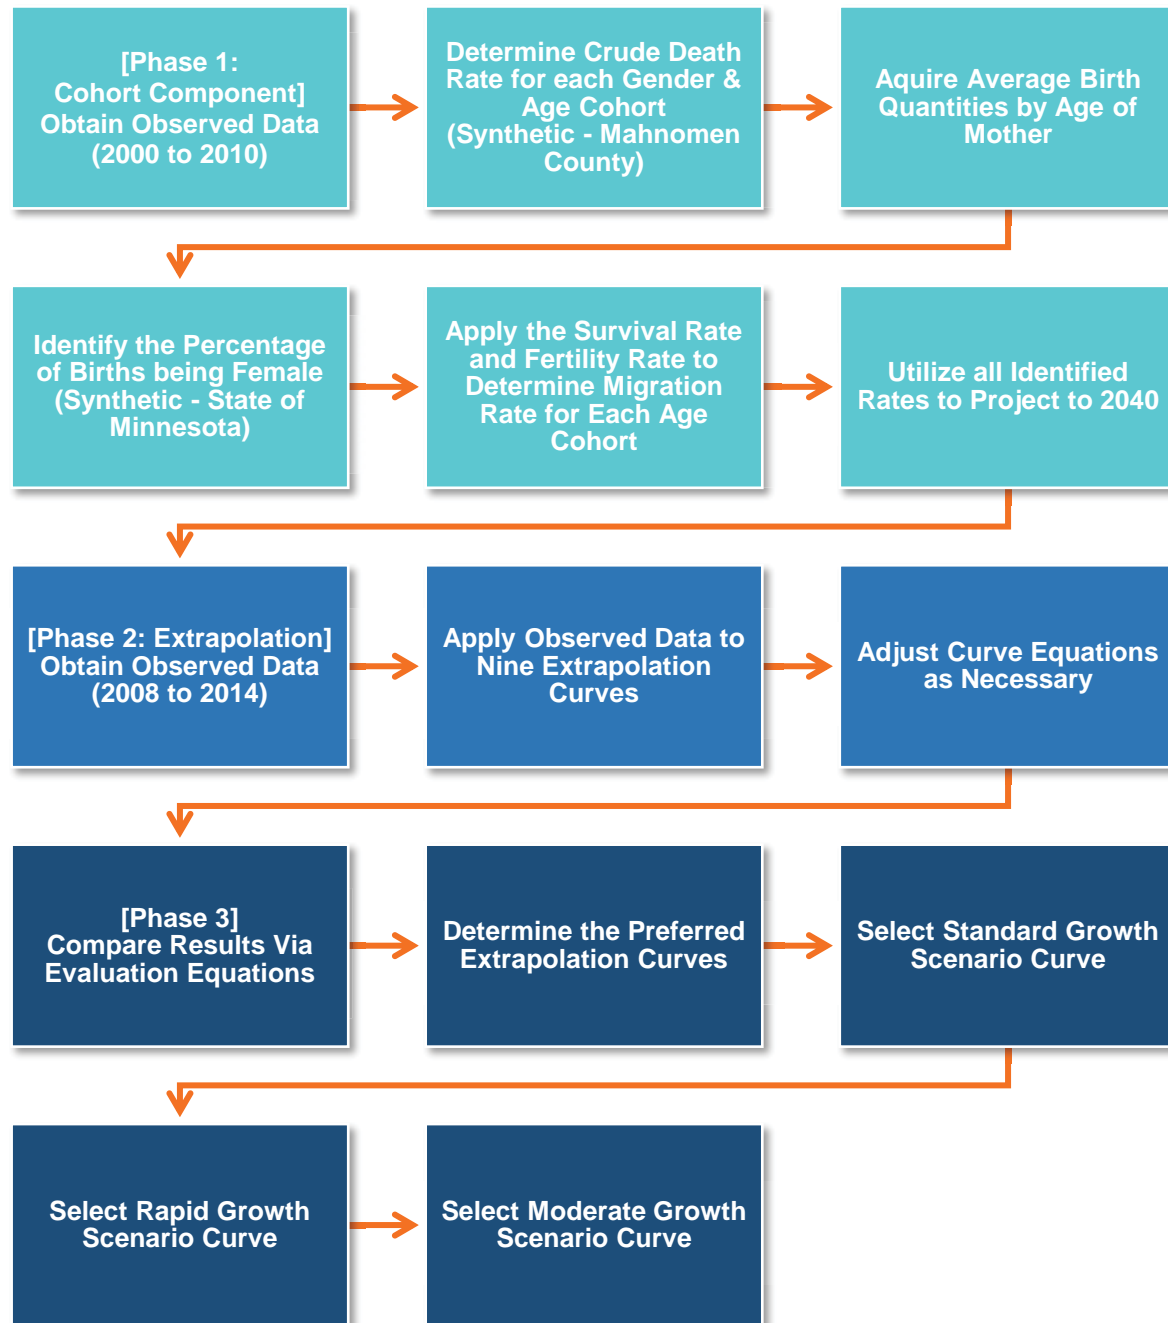 [Phase 1:
Cohort Component]
Obtain Observed Data
(2000 to 2010)
Determine Crude Death
Rate for each Gender &
Age Cohort
(Synthetic - Mahnomen
County)
Aquire Average Birth
Quantities by Age of
Mother
Identify the Percentage
of Births being Female
(Synthetic - State of
Minnesota)
Apply the Survival Rate
and Fertility Rate to
Determine Migration
Rate for Each Age
Cohort
Utilize all Identified
Rates to Project to 2040
[Phase 2: Extrapolation]
Obtain Observed Data
(2008 to 2014)
Apply Observed Data to
Nine Extrapolation
Curves
Adjust Curve Equations
as Necessary
[Phase 3]
Compare Results Via
Evaluation Equations
Determine the Preferred
Extrapolation Curves
Select Standard Growth
Scenario Curve
Select Rapid Growth
Scenario Curve
Select Moderate Growth
Scenario Curve